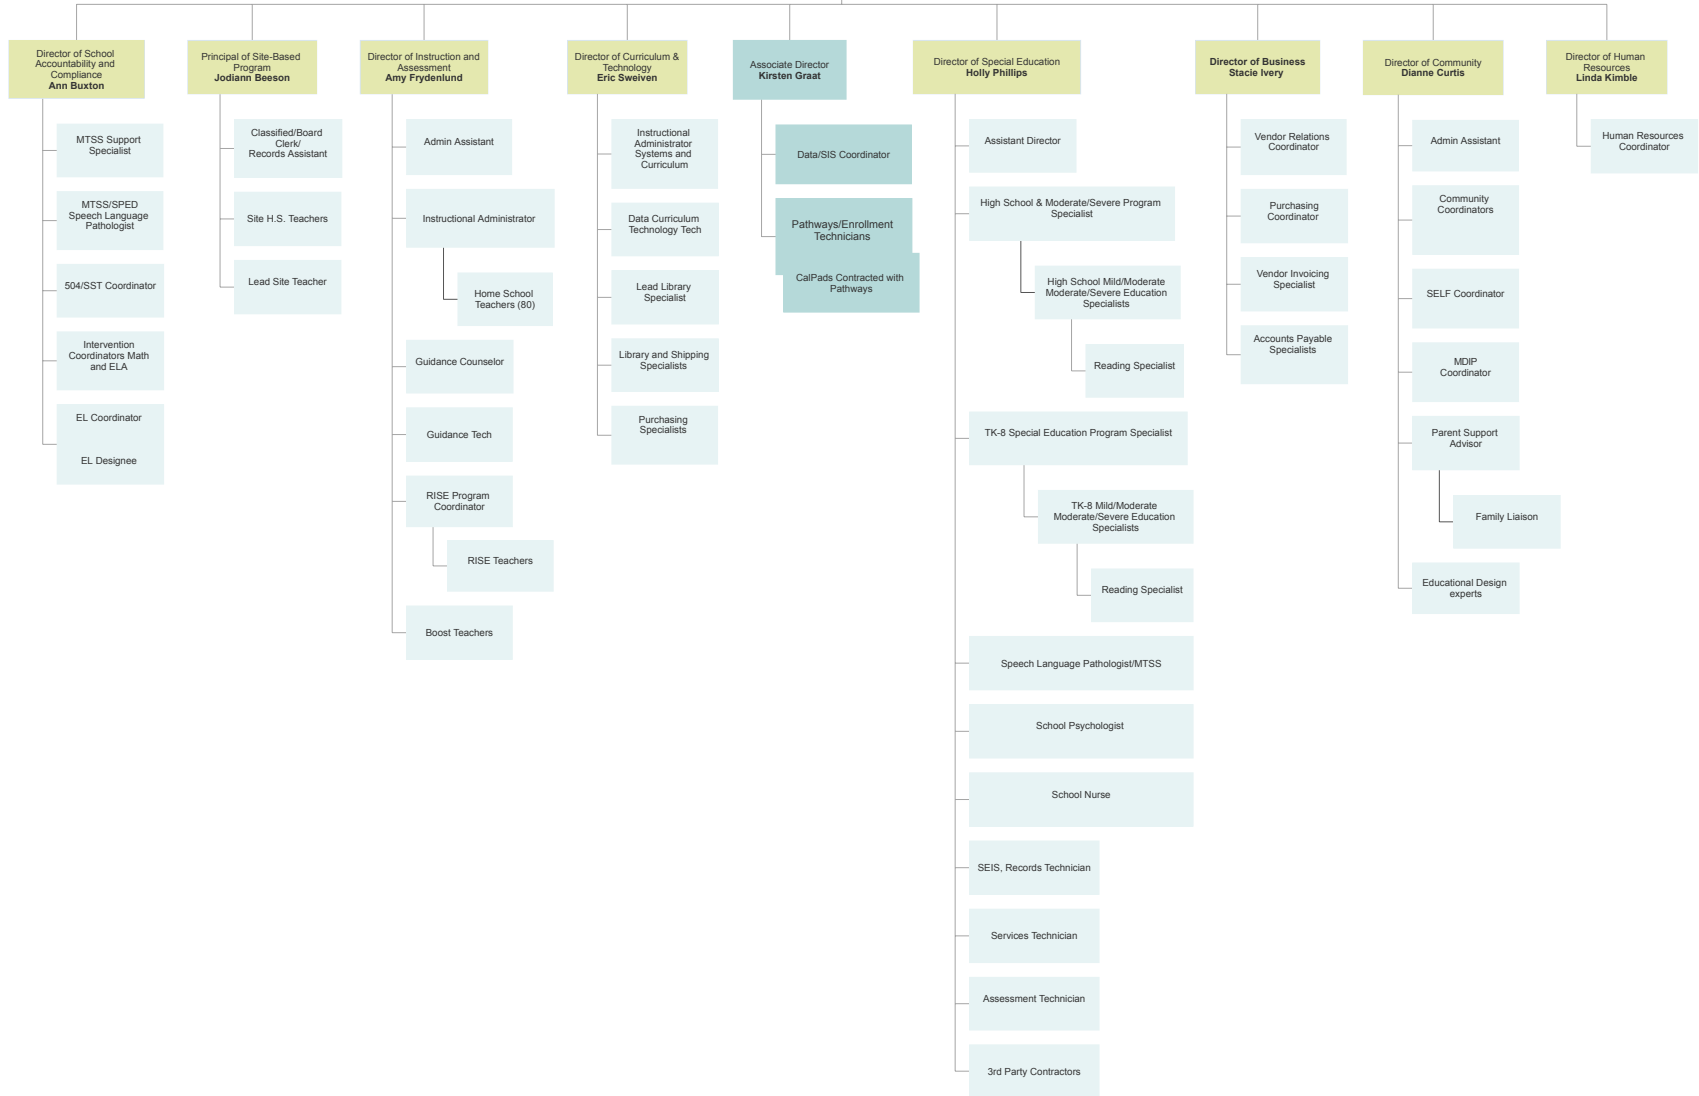 Director of School
Accountability and
Compliance
Ann Buxton
MTSS Support
Specialist
MTSS/SPED
Speech Language
Pathologist
504/SST Coordinator
Intervention
Coordinators Math
and ELA
EL Coordinator
EL Designee
Principal of Site-Based
Program
Jodiann Beeson
Classified/Board
Clerk/
Records Assistant
Site H.S. Teachers
Lead Site Teacher
Director of Instruction and
Assessment
Amy Frydenlund
Admin Assistant
Instructional Administrator
Home School
Teachers (80)
Guidance Counselor
Guidance Tech
RISE Program
Coordinator
RISE Teachers
Boost Teachers
Director of Curriculum &
Technology
Eric Sweiven
Instructional
Administrator
Systems and
Curriculum
Data Curriculum
Technology Tech
Lead Library
Specialist
Library and Shipping
Specialists
Purchasing
Specialists
Associate Director
Kirsten Graat
Data/SIS Coordinator
Pathways/Enrollment
Technicians
CalPads Contracted with
Pathways
Director of Special Education
Holly Phillips
Assistant Director
High School & Moderate/Severe Program
Specialist
High School Mild/Moderate
Moderate/Severe Education
Specialists
Reading Specialist
TK-8 Special Education Program Specialist
TK-8 Mild/Moderate
Moderate/Severe Education
Specialists
Reading Specialist
Speech Language Pathologist/MTSS
School Psychologist
School Nurse
SEIS, Records Technician
Services Technician
Assessment Technician
3rd Party Contractors
Director of Business
Stacie Ivery
Vendor Relations
Coordinator
Purchasing
Coordinator
Vendor Invoicing
Specialist
Accounts Payable
Specialists
Director of Community
Dianne Curtis
Admin Assistant
Community
Coordinators
SELF Coordinator
MDIP
Coordinator
Parent Support
Advisor
Family Liaison
Educational Design
experts
Director of Human
Resources
Linda Kimble
Human Resources
Coordinator